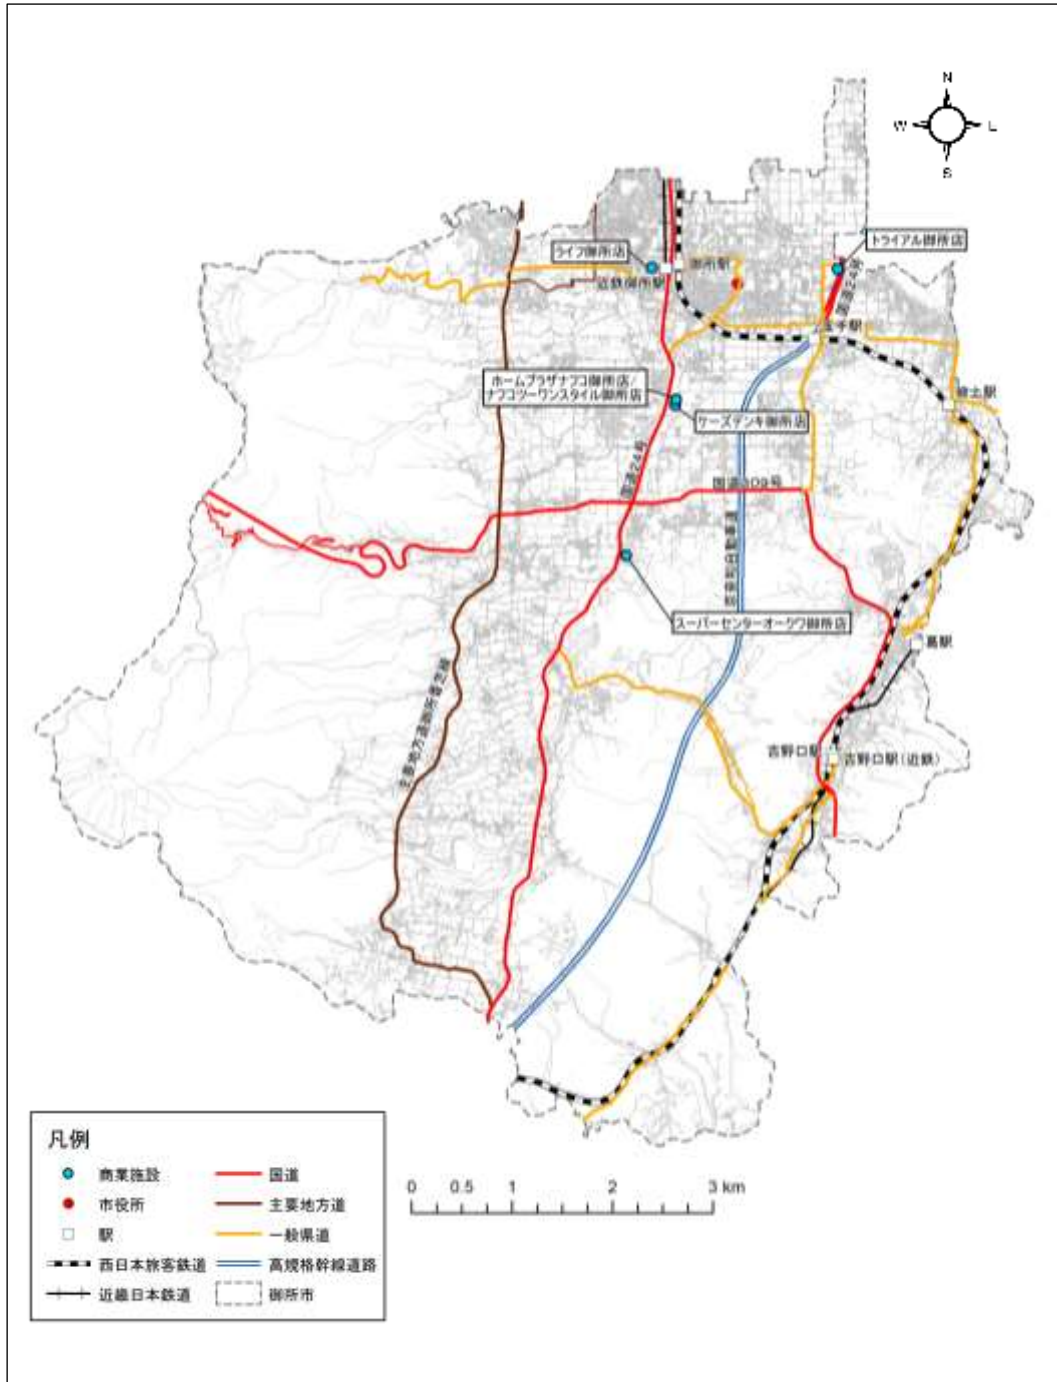 N
W
L
S
トライアル御所店
ライフ御所店
御所駅
近鉄御所駅
国道24号
玉手駅
ホームプラザナフコ御所店/
ナフコツーワンスタイル御所店
ケーズデンキ御所店
掖上駅
国道24号
国道309号
京奈和自動車道
スーパーセンターオークワ御所店
葛駅
主要地方道御所香芝線
吉野口駅
吉野口駅(近鉄)
凡例
商業施設
国道
市役所
主要地方道
駅
一般県道
西日本旅客鉄道
高規格幹線道路
近畿日本鉄道
御所市
0 0.5 1 2 3 km